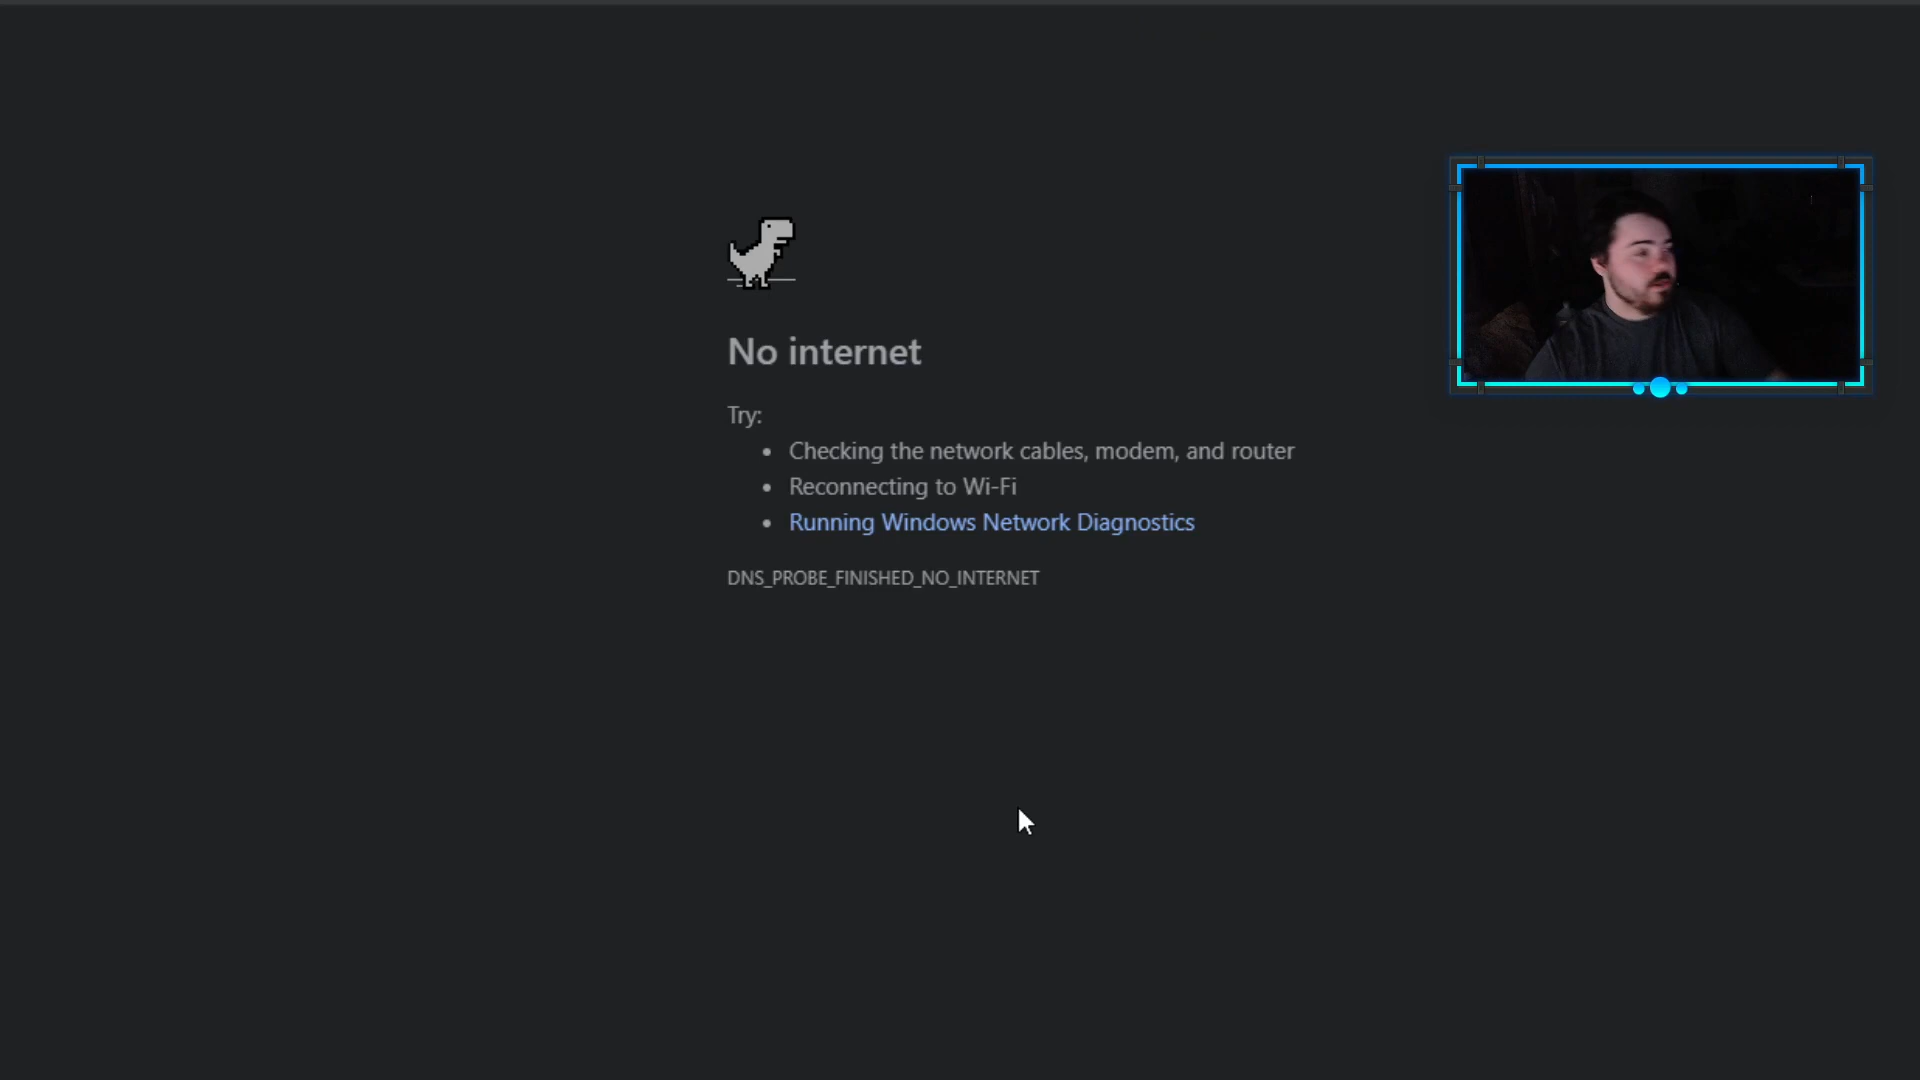 No internet
Try:
Checking the network cables, modem, and router
Reconnecting to Wi-Fi
Running Windows Network Diagnostics
DNS_PROBE_FINISHED_NO_INTERNET